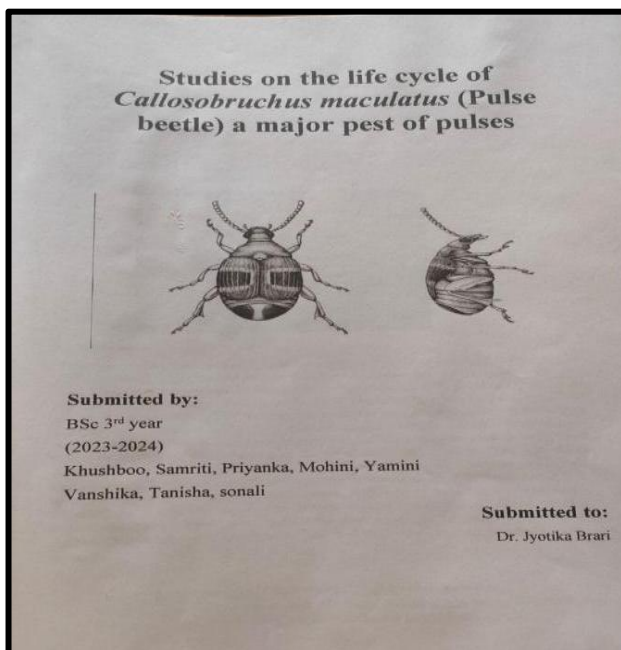 Studies on the life cycle of
Callosobruchus maculatus (Pulse
beetle) a major pest of pulses
Submitted by:
BSc 3rd year
(2023-2024)
Khushboo, Samriti, Priyanka, Mohini, Yamini
Vanshika, Tanisha, sonali
Submitted to:
Dr. Jyotika Brari